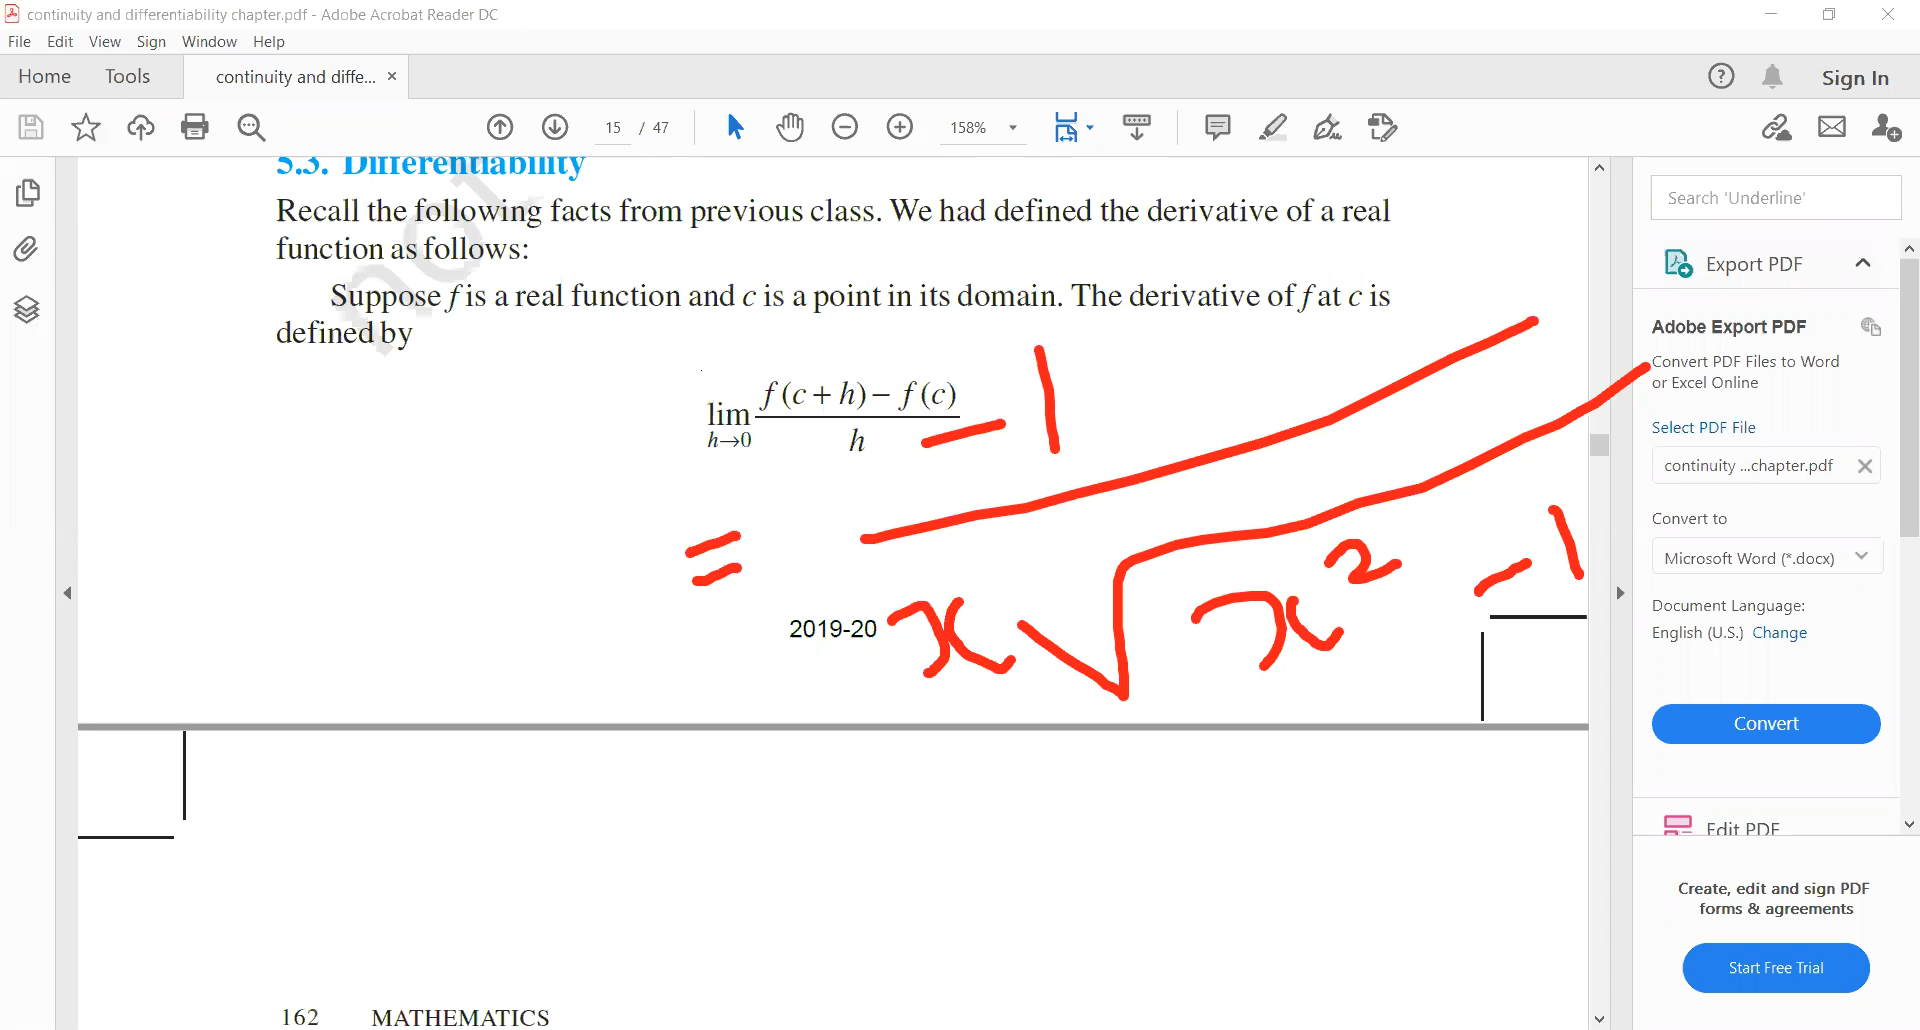 continuity and differentiability chapter.pdf - Adobe Acrobat Reader DC
File Edit View Sign Window Help
Home Tools continuity and diffe... × Sign In
15 / 47 158%
5.3. Differentiability
Recall the following facts from previous class. We had defined the derivative of a real
function as follows:
Suppose f is a real function and c is a point in its domain. The derivative of f at c is
defined by
lim h→0 f(c + h) − f(c) / h
= −1 / x√x² −1
2019-20
162 MATHEMATICS
not
Search 'Underline'
Export PDF
Adobe Export PDF
Convert PDF Files to Word
or Excel Online
Select PDF File
continuity ...chapter.pdf
Convert to
Microsoft Word (*.docx)
Document Language:
English (U.S.) Change
Convert
Edit PDF
Create, edit and sign PDF
forms & agreements
Start Free Trial